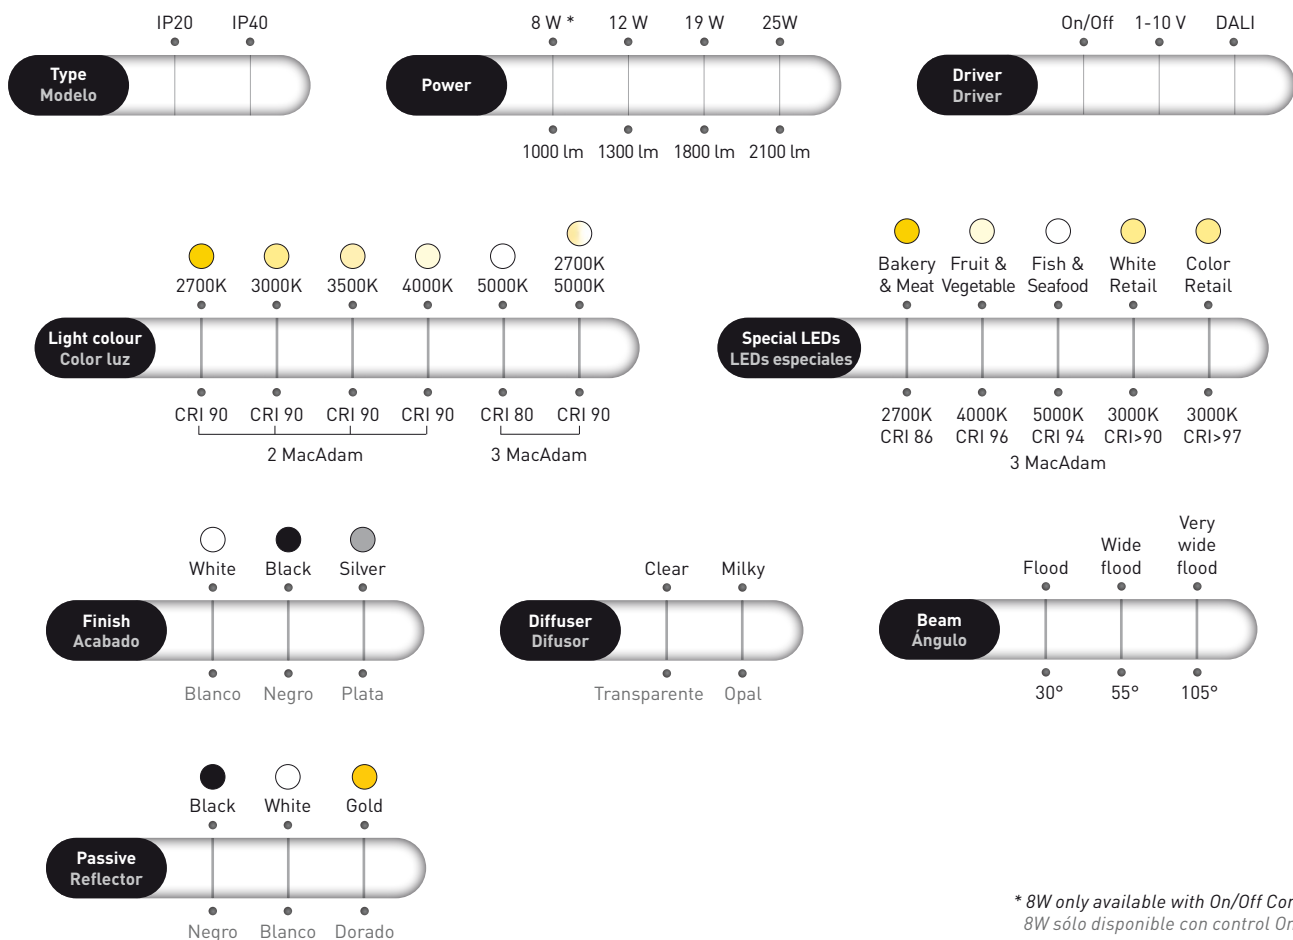 IP20 IP40
Type
Modelo
8 W * 12 W 19 W 25W
Power
1000 lm 1300 lm 1800 lm 2100 lm
On/Off 1-10 V DALI
Driver
Driver
2700K 3000K 3500K 4000K 5000K 2700K
5000K
Light colour
Color luz
CRI 90 CRI 90 CRI 90 CRI 90 CRI 80 CRI 90
2 MacAdam 3 MacAdam
Bakery Fruit & Fish & White Color
& Meat Vegetable Seafood Retail Retail
Special LEDs
LEDs especiales
2700K 4000K 5000K 3000K 3000K
CRI 86 CRI 96 CRI 94 CRI>90 CRI>97
3 MacAdam
White Black Silver
Finish
Acabado
Blanco Negro Plata
Clear Milky
Diffuser
Difusor
Transparente Opal
Very
Wide wide
Flood flood flood
Beam
Ángulo
30° 55° 105°
Black White Gold
Passive
Reflector
Negro Blanco Dorado
* 8W only available with On/Off
8W sólo disponible con control